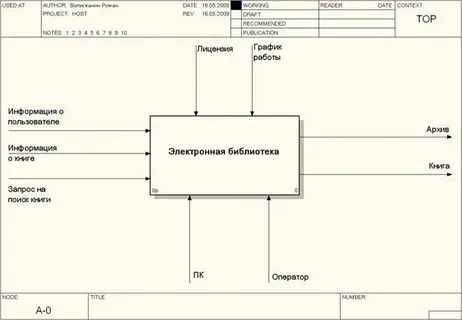 USED AT
AUTHOR: Волюжанин Роман
DATE: 16.05.2009
WORKING
READER
DATE
CONTEXT:
PROJECT: HOST
REV: 16.05.2009
DRAFT
TOP
RECOMMENDED
NOTES: 1 2 3 4 5 6 7 8 9 10
PUBLICATION
Лицензия
График
работы
Информация о
пользователе
Информация
о книге
Запрос на
поиск книги
Электронная библиотека
0р
0
Архив
Книга
ПК
Оператор
NODE:
TITLE:
NUMBER:
A-0